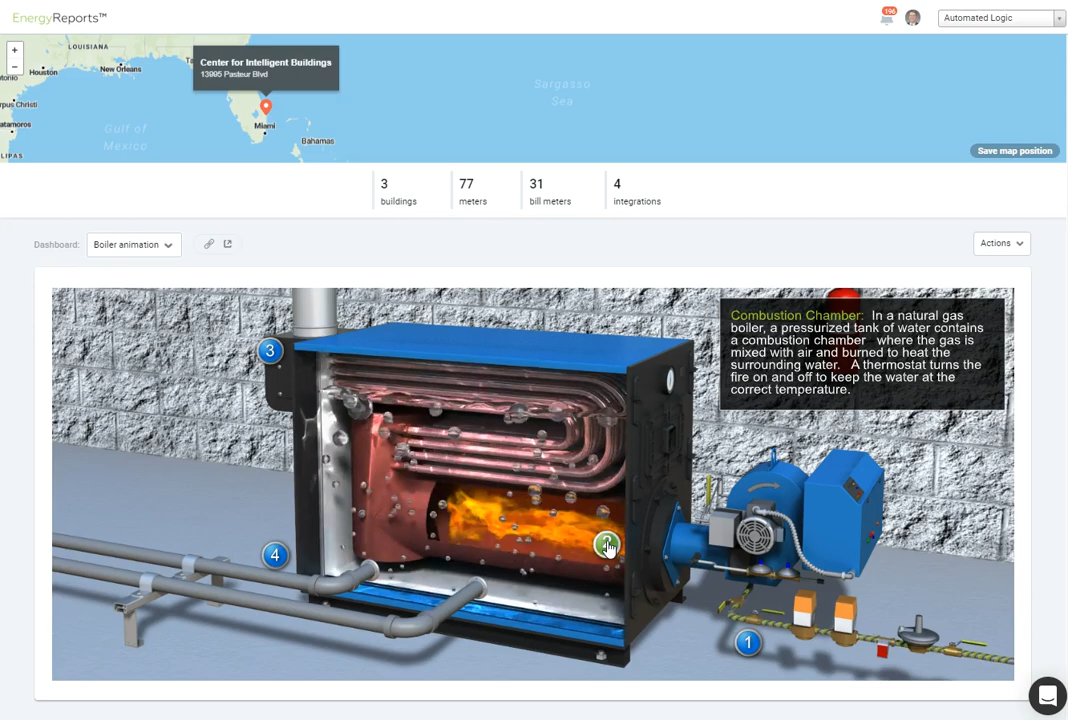 EnergyReports™
196
Automated Logic
+
−
LOUISIANA
Houston
New Orleans
Center for Intelligent Buildings
13995 Pasteur Blvd
Sargasso
Sea
rpus Christi
atamoros
Gulf of
Mexico
Miami
Bahamas
LIPAS
Save map position
3
buildings
77
meters
31
bill meters
4
integrations
Dashboard:
Boiler animation
Actions
Combustion Chamber: In a natural gas
boiler, a pressurized tank of water contains
a combustion chamber where the gas is
mixed with air and burned to heat the
surrounding water. A thermostat turns the
fire on and off to keep the water at the
correct temperature.
3
4
1